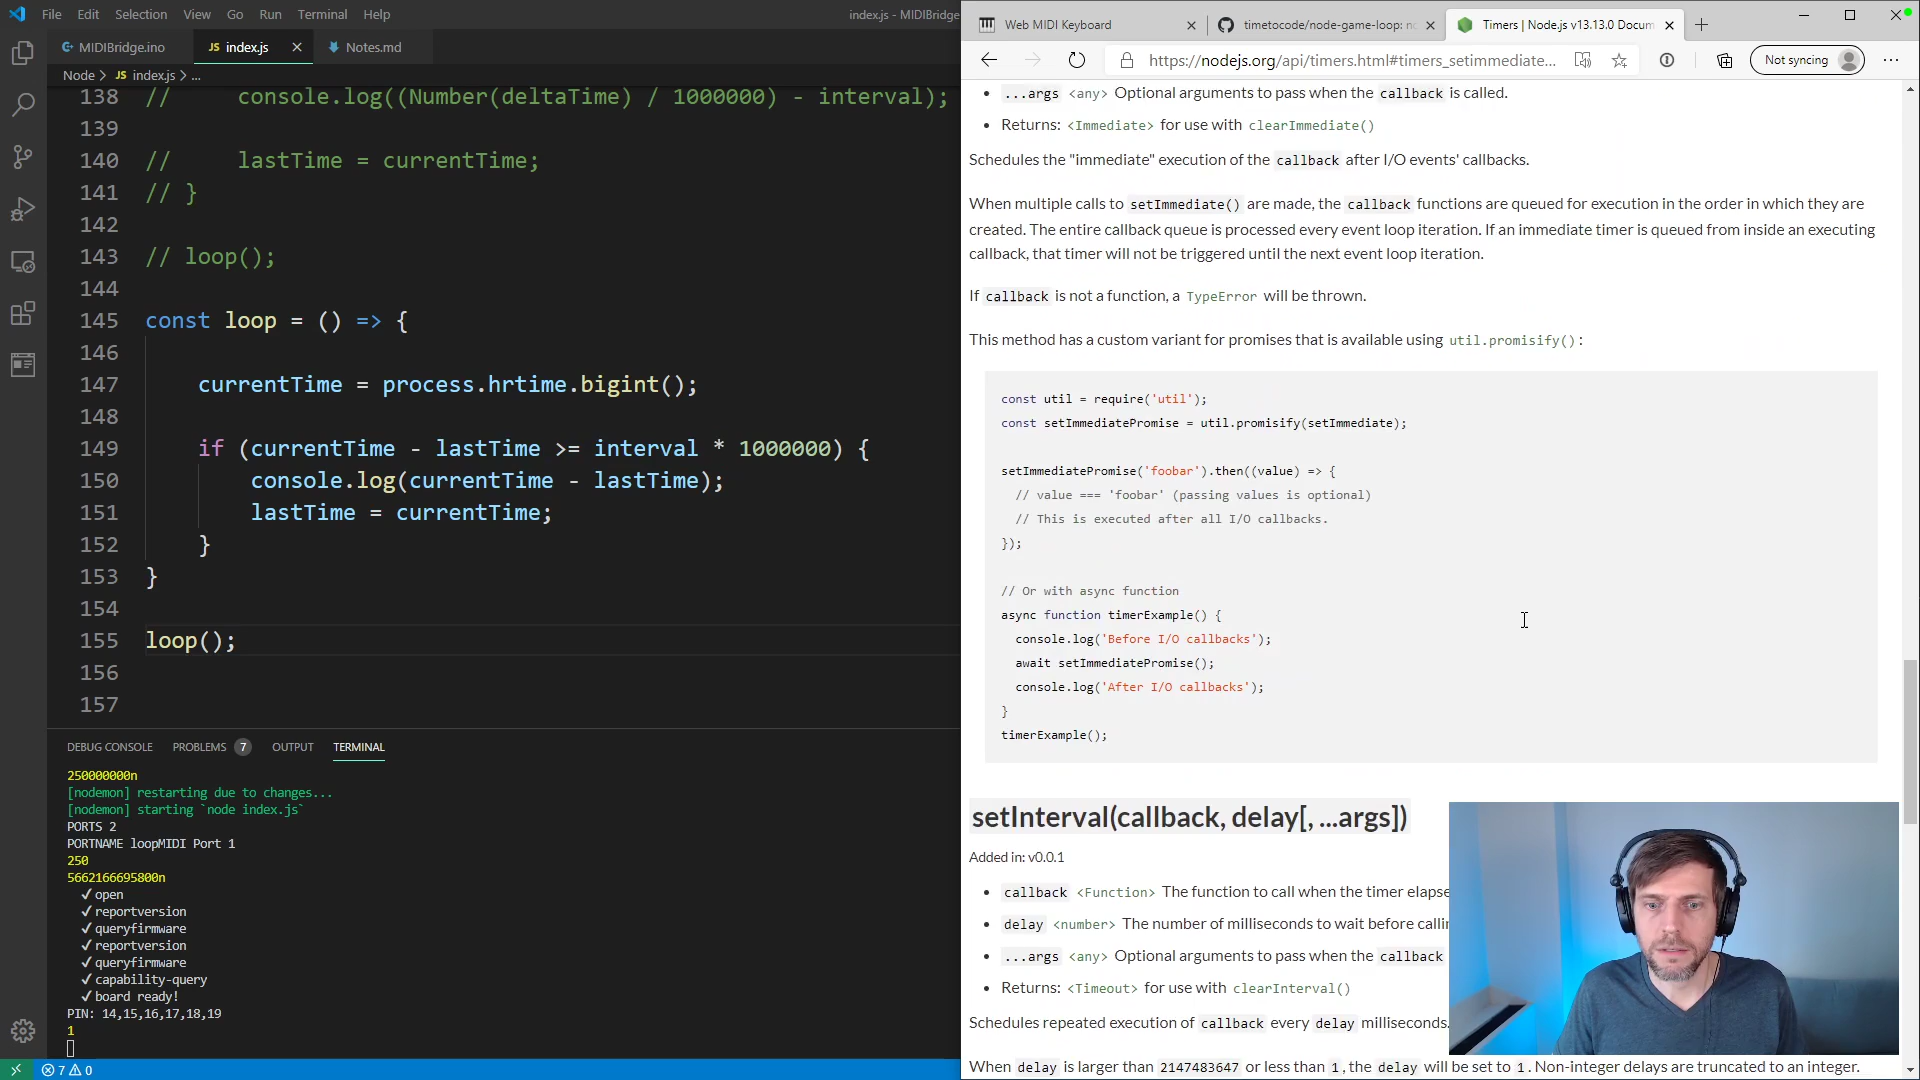 File Edit Selection View Go Run Terminal Help
index.js - MIDIBridge
MIDIBridge.ino
JS index.js
Notes.md
Node > JS index.js > ...
138 // console.log((Number(deltaTime) / 1000000) - interval);
139
140 // lastTime = currentTime;
141 // }
142
143 // loop();
144
145 const loop = () => {
146
147 currentTime = process.hrtime.bigint();
148
149 if (currentTime - lastTime >= interval * 1000000) {
150 console.log(currentTime - lastTime);
151 lastTime = currentTime;
152 }
153 }
154
155 loop();
156
157
DEBUG CONSOLE PROBLEMS 7 OUTPUT TERMINAL
250000000n
[nodemon] restarting due to changes...
[nodemon] starting `node index.js`
PORTS 2
PORTNAME loopMIDI Port 1
250
5662166695800n
✓ open
✓ reportversion
✓ queryfirmware
✓ reportversion
✓ queryfirmware
✓ capability-query
✓ board ready!
PIN: 14,15,16,17,18,19
1
7 0
Web MIDI Keyboard
timetocode/node-game-loop: n
Timers | Node.js v13.13.0 Docum
https://nodejs.org/api/timers.html#timers_setimmediate...
Not syncing
• ...args <any> Optional arguments to pass when the callback is called.
• Returns: <Immediate> for use with clearImmediate()
Schedules the "immediate" execution of the callback after I/O events' callbacks.
When multiple calls to setImmediate() are made, the callback functions are queued for execution in the order in which they are
created. The entire callback queue is processed every event loop iteration. If an immediate timer is queued from inside an executing
callback, that timer will not be triggered until the next event loop iteration.
If callback is not a function, a TypeError will be thrown.
This method has a custom variant for promises that is available using util.promisify():
const util = require('util');
const setImmediatePromise = util.promisify(setImmediate);
setImmediatePromise('foobar').then((value) => {
// value === 'foobar' (passing values is optional)
// This is executed after all I/O callbacks.
});
// Or with async function
async function timerExample() {
console.log('Before I/O callbacks');
await setImmediatePromise();
console.log('After I/O callbacks');
}
timerExample();
setInterval(callback, delay[, ...args])
Added in: v0.0.1
• callback <Function> The function to call when the timer elapse
• delay <number> The number of milliseconds to wait before calli
• ...args <any> Optional arguments to pass when the callback
• Returns: <Timeout> for use with clearInterval()
Schedules repeated execution of callback every delay milliseconds.
When delay is larger than 2147483647 or less than 1, the delay will be set to 1. Non-integer delays are truncated to an integer.